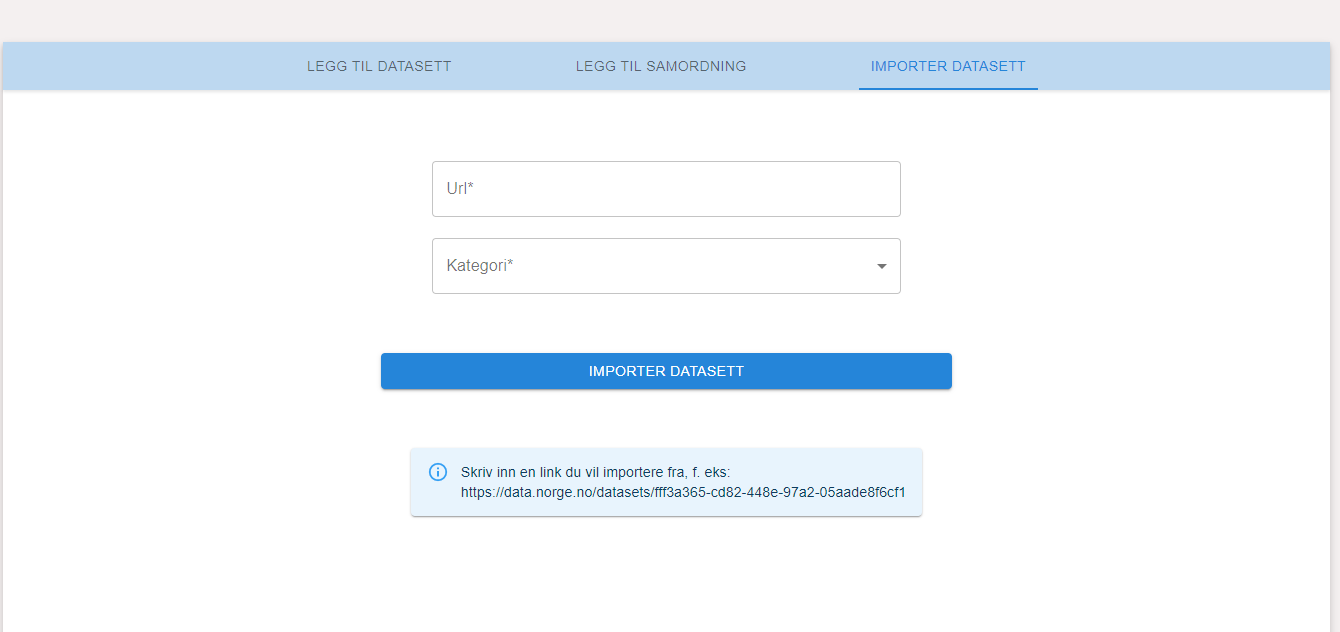 LEGG TIL DATASETT
LEGG TIL SAMORDNING
IMPORTER DATASETT
Url*
Kategori*
IMPORTER DATASETT
Skriv inn en link du vil importere fra, f. eks:
https://data.norge.no/datasets/fff3a365-cd82-448e-97a2-05aade8f6cf1